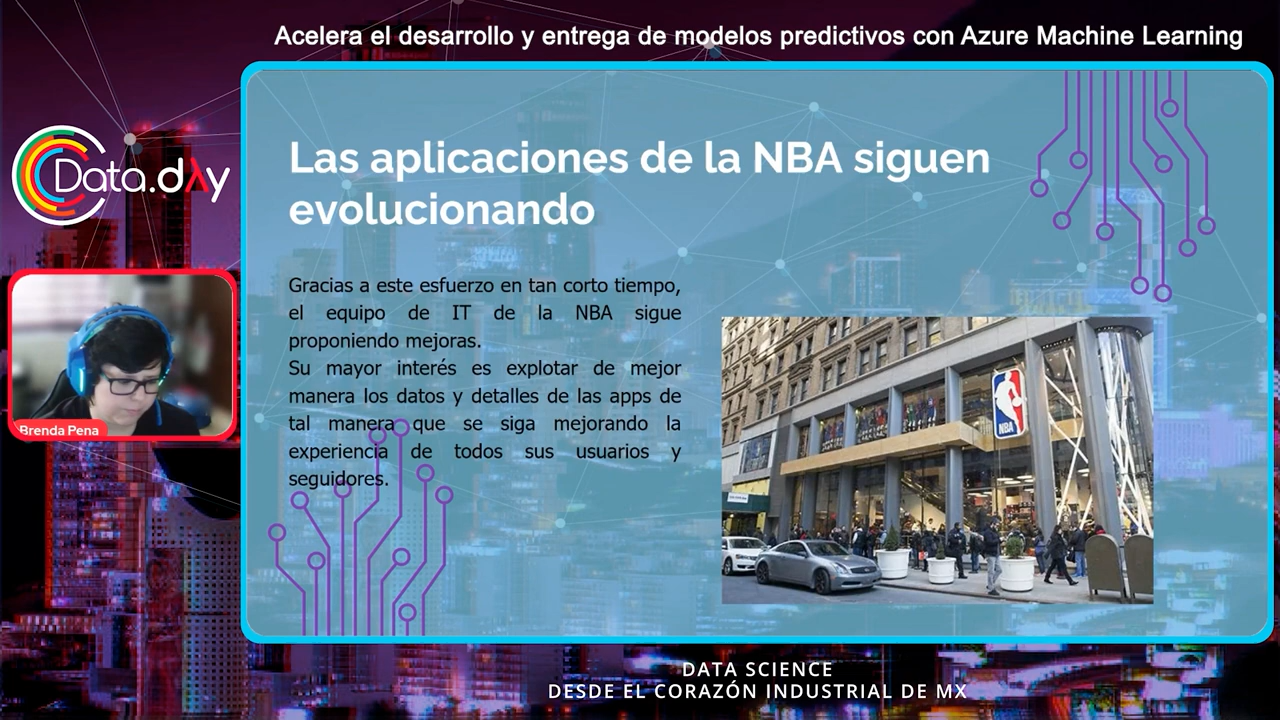 Acelera el desarrollo y entrega de modelos predictivos con Azure Machine Learning
Data.dAy
Las aplicaciones de la NBA siguen
evolucionando
Gracias a este esfuerzo en tan corto tiempo,
el equipo de IT de la NBA sigue
proponiendo mejoras.
Su mayor interés es explotar de mejor
manera los datos y detalles de las apps de
tal manera que se siga mejorando la
experiencia de todos sus usuarios y
seguidores.
NBA
Brenda Pena
DATA SCIENCE
DESDE EL CORAZÓN INDUSTRIAL DE MX